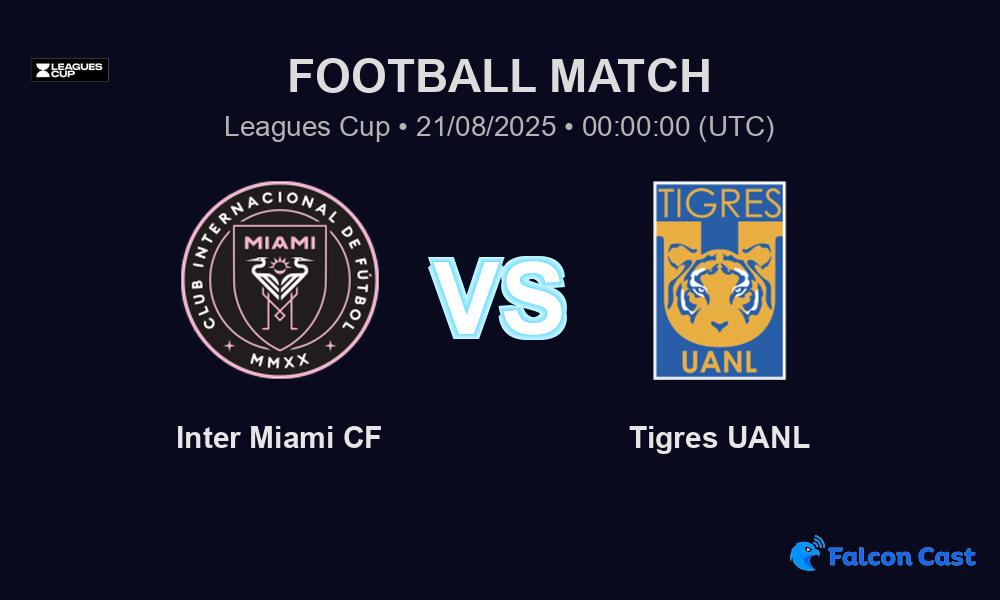 LEAGUES
CUP
FOOTBALL MATCH
Leagues Cup • 21/08/2025 • 00:00:00 (UTC)
CLUB INTERNACIONAL DE FÚTBOL
MIAMI
MMXX
VS
TIGRES
UANL
Inter Miami CF
Tigres UANL
Falcon Cast